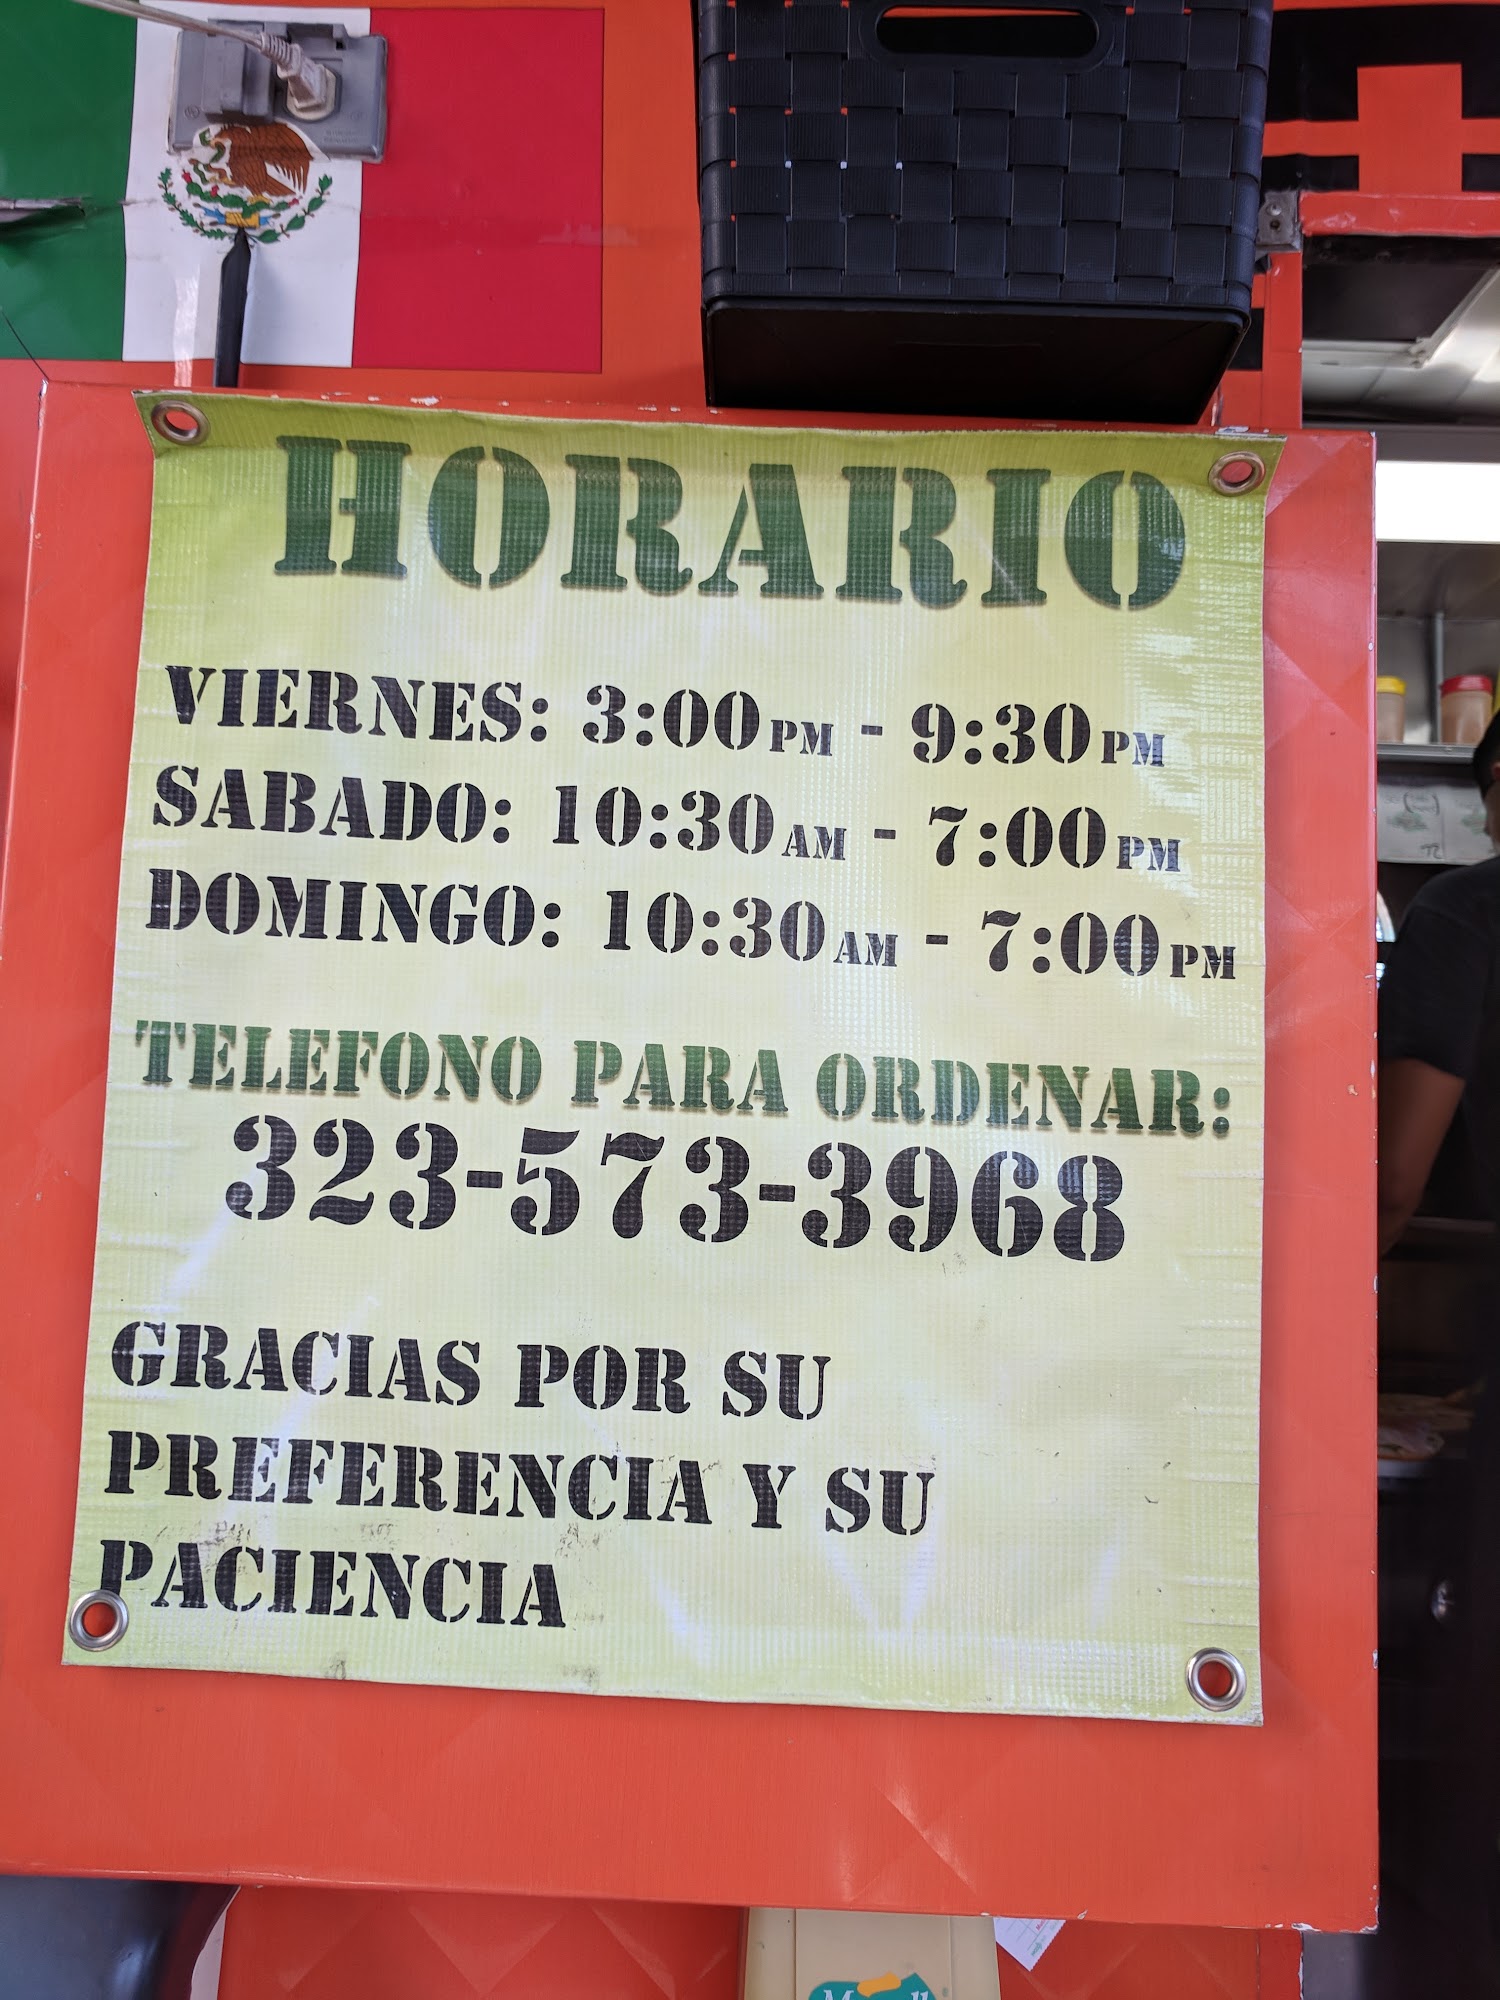 HORARIO
VIERNES: 3:00PM - 9:30PM
SABADO: 10:30AM - 7:00PM
DOMINGO: 10:30AM - 7:00PM
TELEFONO PARA ORDENAR:
323-573-3968
GRACIAS POR SU
PREFERENCIA Y SU
PACIENCIA